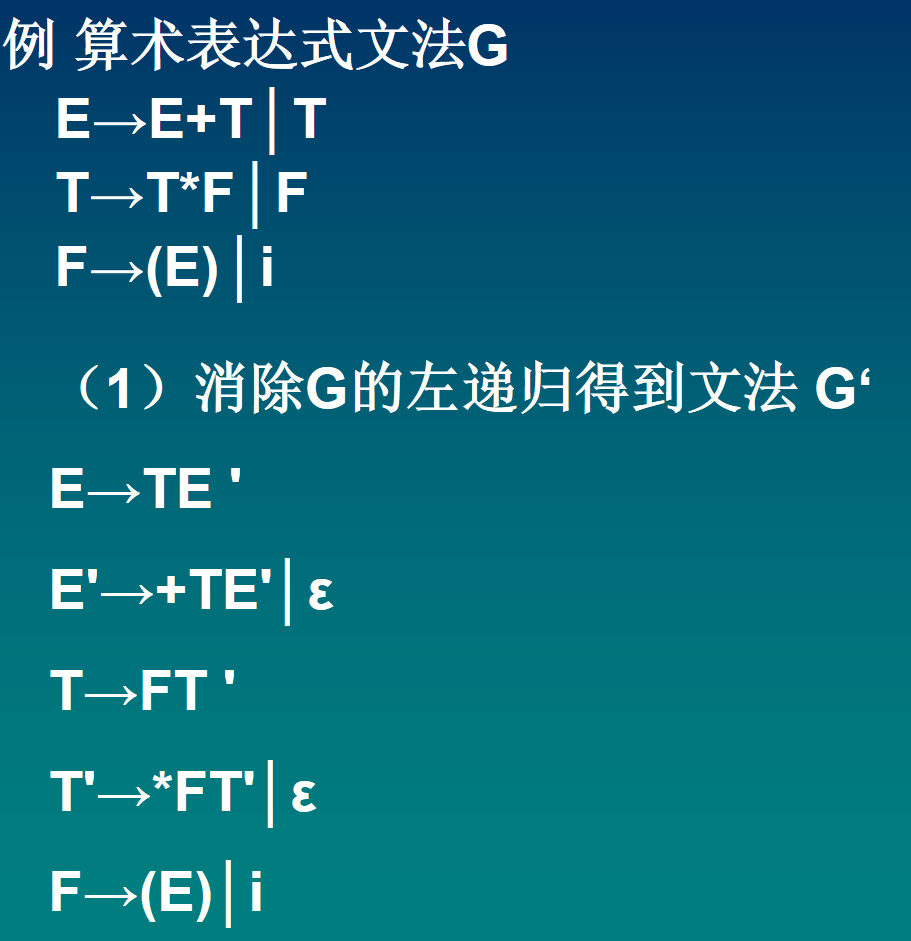 例 算术表达式文法G
E→E+T│T
T→T*F│F
F→(E)│i
（1）消除G的左递归得到文法 G‘
E→TE '
E'→+TE'│ε
T→FT '
T'→*FT'│ε
F→(E)│i